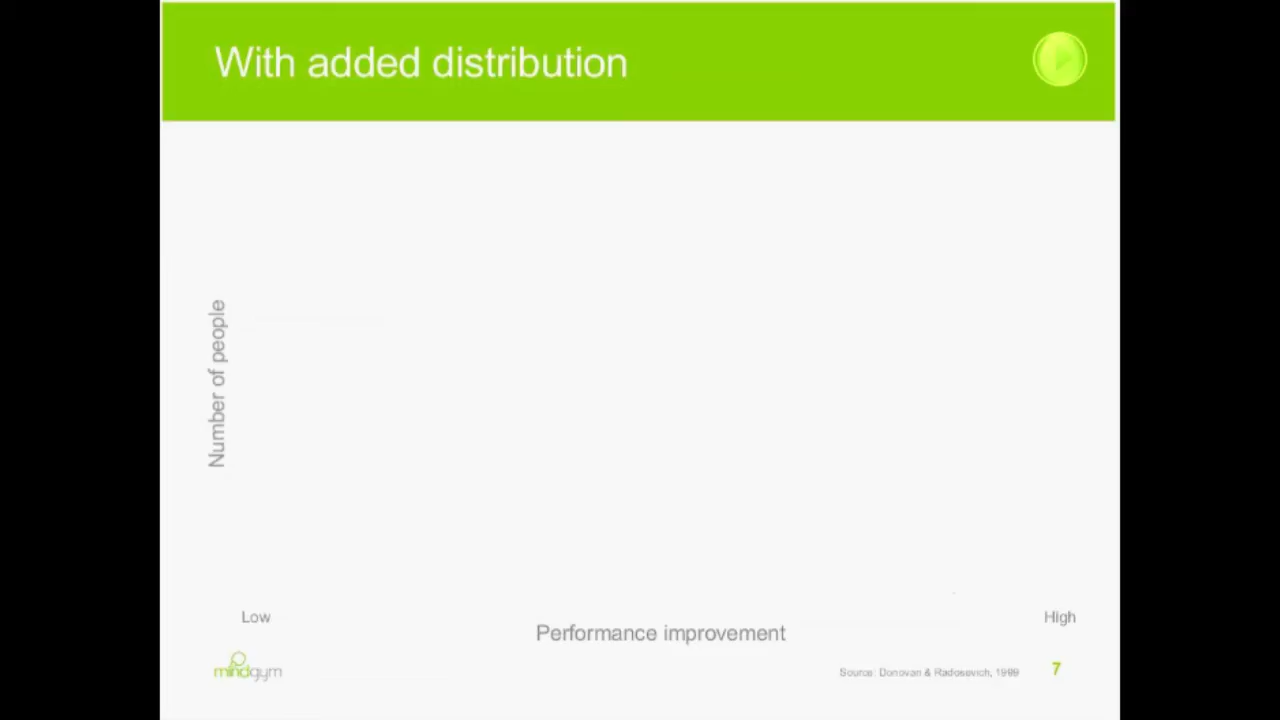 With added distribution
Number of people
Low
High
Performance improvement
mindgym
Source: Donovan & Radosevich, 1999
7